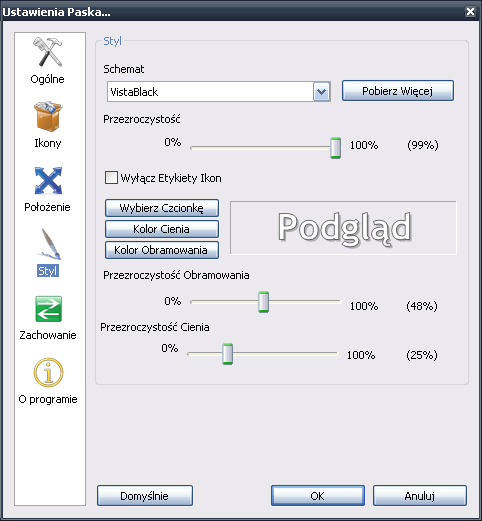 Ustawienia Paska...
Ogólne
Ikony
Położenie
Styl
Zachowanie
O programie
Styl
Schemat
VistaBlack
Pobierz Więcej
Przezroczystość
0% 100% (99%)
Wyłącz Etykiety Ikon
Wybierz Czcionkę
Kolor Cienia
Kolor Obramowania
Podgląd
Przezroczystość Obramowania
0% 100% (48%)
Przezroczystość Cienia
0% 100% (25%)
Domyślnie OK Anuluj